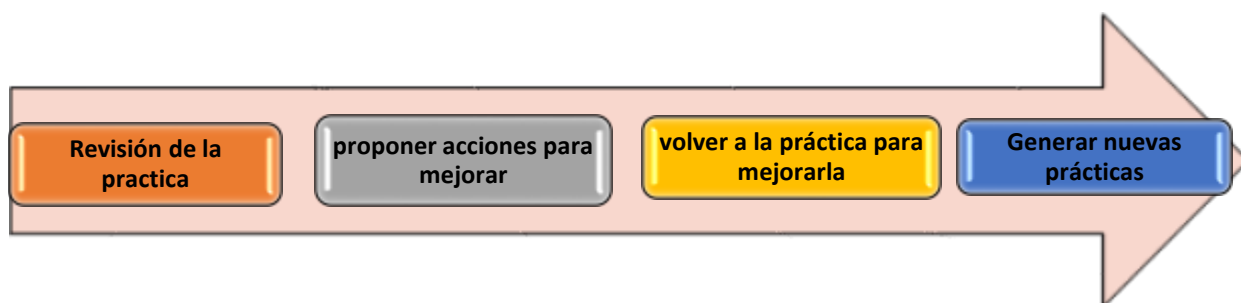 Revisión de la
practica
proponer acciones para
mejorar
volver a la práctica para
mejorarla
Generar nuevas
prácticas